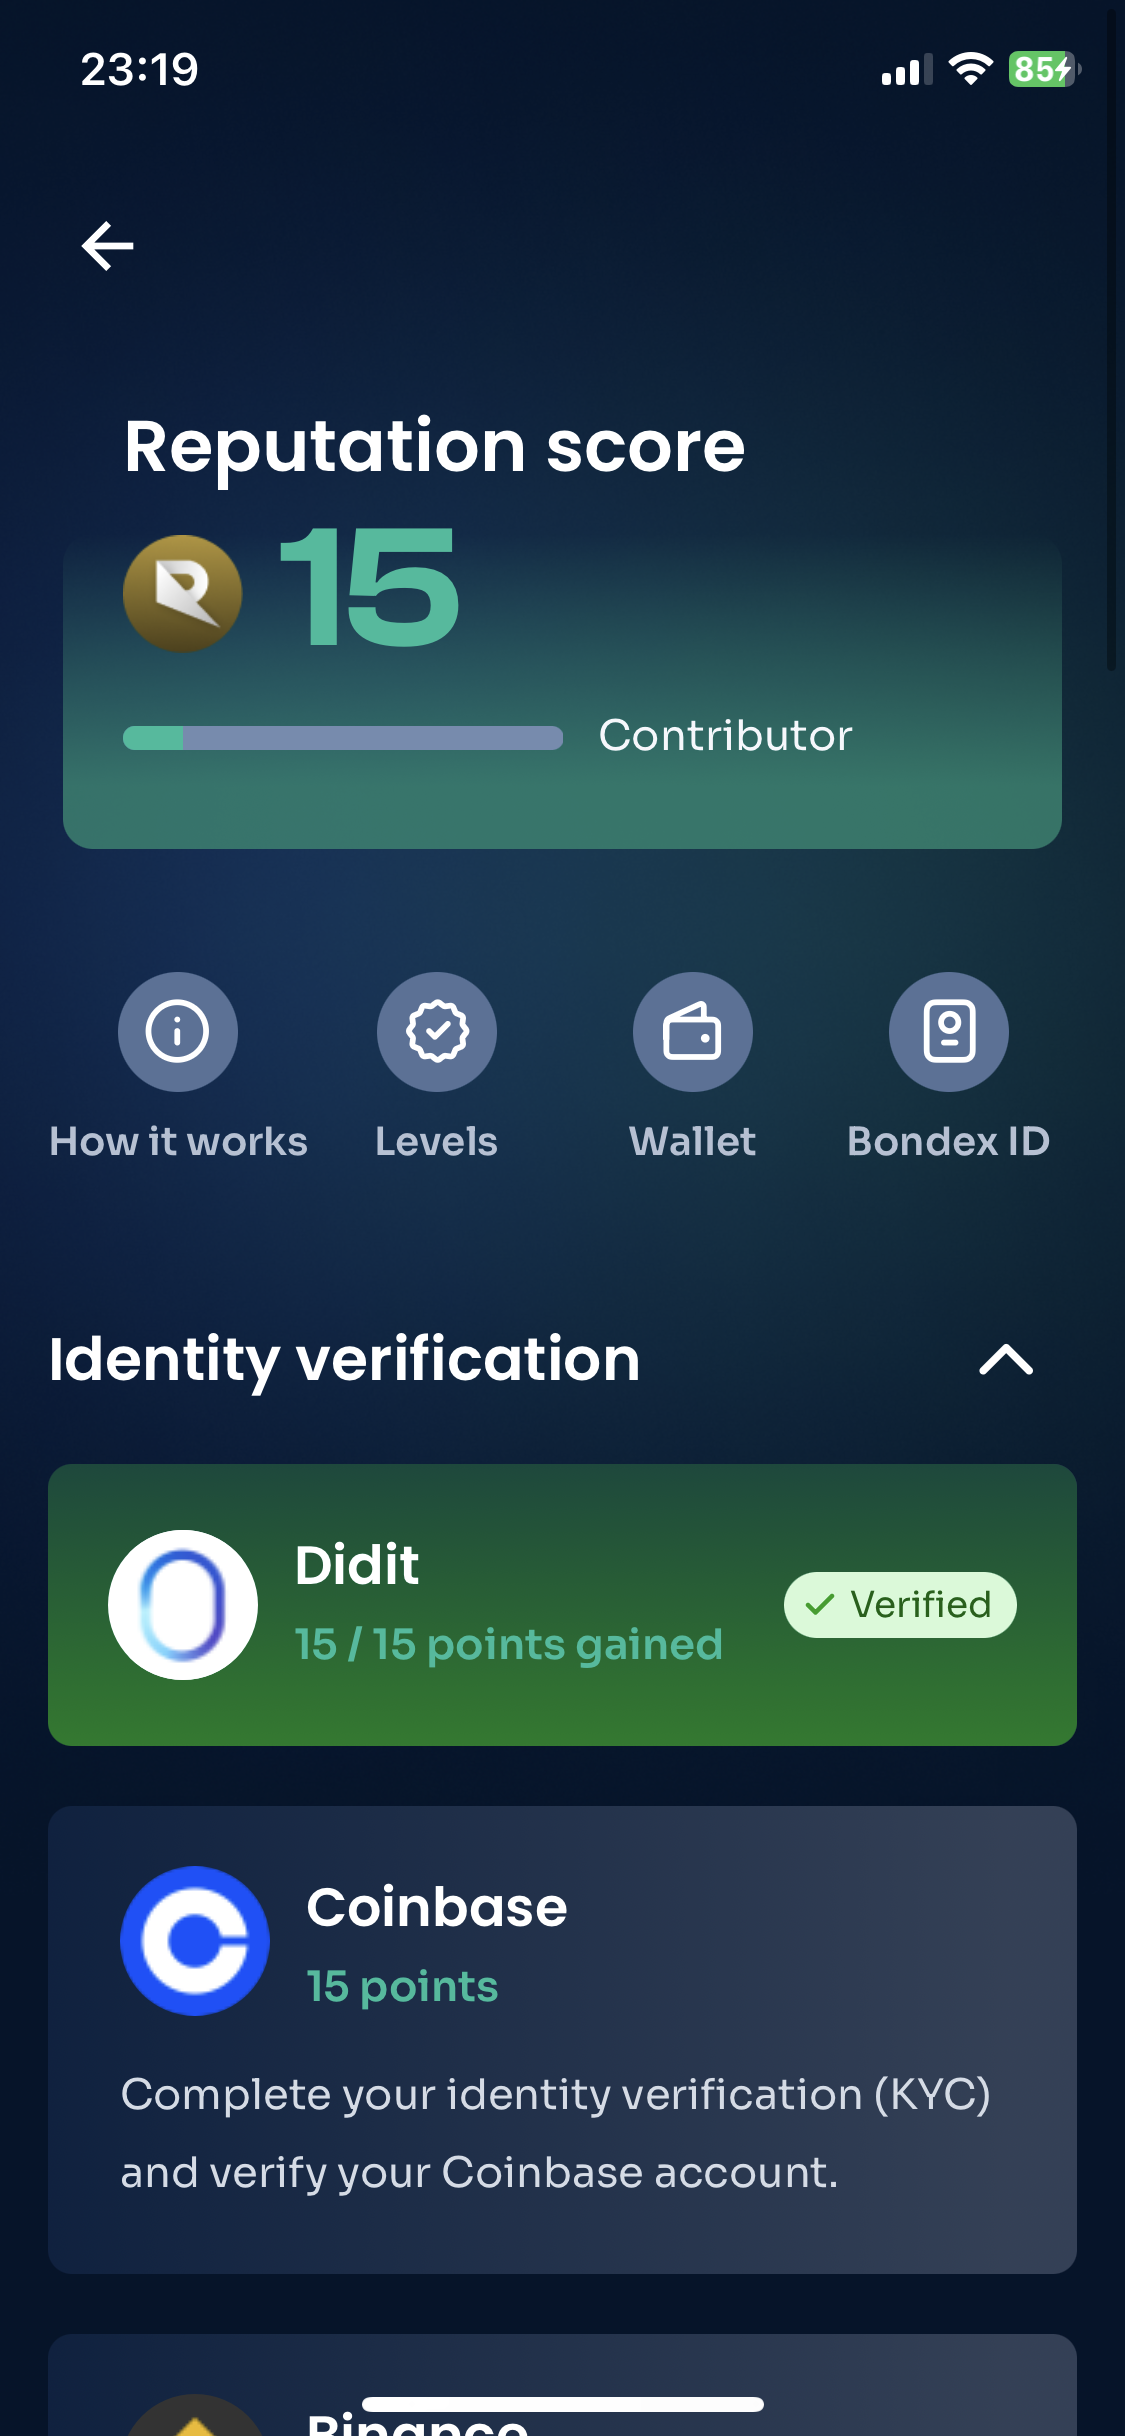 23:19
85
Reputation score
15
Contributor
How it works
Levels
Wallet
Bondex ID
Identity verification
Didit
Verified
15 / 15 points gained
Coinbase
15 points
Complete your identity verification (KYC)
and verify your Coinbase account.
Binance